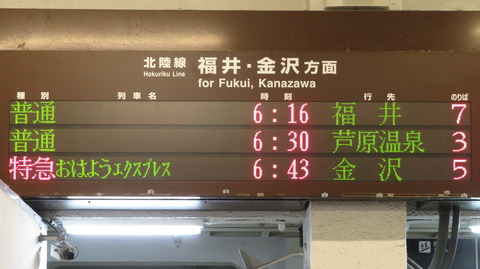 北陸線 福井・金沢方面
Hokuriku Line for Fukui, Kanazawa
種別 列車名 時刻 行先 のりば
普通 6:16 福井 7
普通 6:30 芦原温泉 3
特急 おはようエクスプレス 6:43 金沢 5